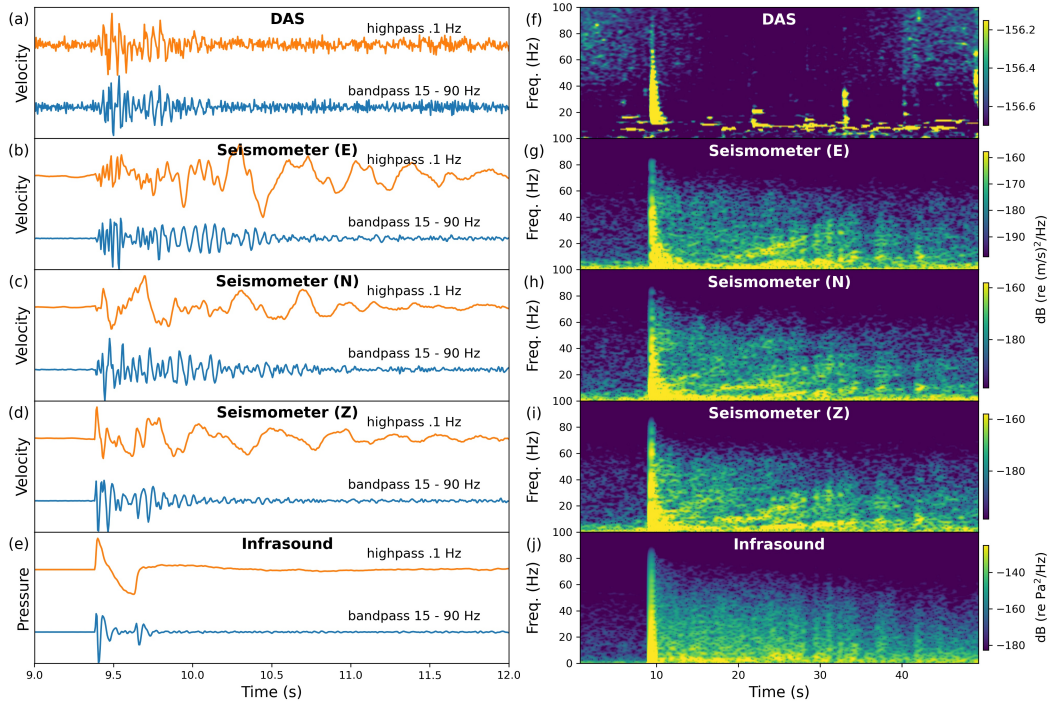 (a)
DAS
highpass .1 Hz
bandpass 15 - 90 Hz
Velocity
(b)
Seismometer (E)
highpass .1 Hz
bandpass 15 - 90 Hz
Velocity
(c)
Seismometer (N)
highpass .1 Hz
bandpass 15 - 90 Hz
Velocity
(d)
Seismometer (Z)
highpass .1 Hz
bandpass 15 - 90 Hz
Velocity
(e)
Infrasound
highpass .1 Hz
bandpass 15 - 90 Hz
Pressure
9.0 9.5 10.0 10.5 11.0 11.5 12.0
Time (s)
(f)
DAS
Freq. (Hz)
100
80
60
40
20
−156.2
−156.4
−156.6
(g)
Seismometer (E)
Freq. (Hz)
100
80
60
40
20
−160
−170
−180
−190
(h)
Seismometer (N)
Freq. (Hz)
100
80
60
40
20
−160
−180
dB (re (m/s)²/Hz)
(i)
Seismometer (Z)
Freq. (Hz)
100
80
60
40
20
−160
−180
(j)
Infrasound
Freq. (Hz)
100
80
60
40
20
0
−140
−160
−180
dB (re Pa²/Hz)
10 20 30 40
Time (s)